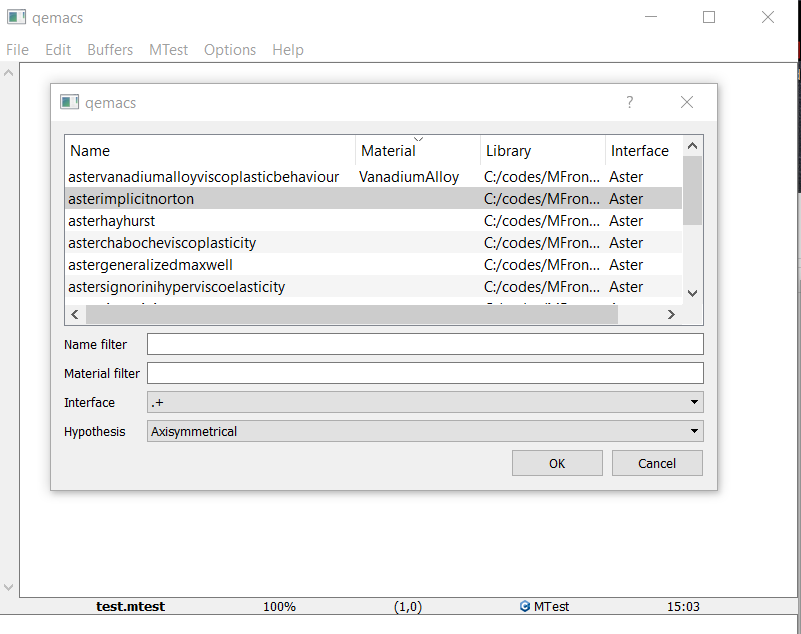 qemacs
File Edit Buffers MTest Options Help
qemacs ?
Name Material Library Interface
astervanadiumalloyviscoplasticbehaviour VanadiumAlloy C:/codes/MFron... Aster
asterimplicitnorton C:/codes/MFron... Aster
asterhayhurst C:/codes/MFron... Aster
asterchabocheviscoplasticity C:/codes/MFron... Aster
astergeneralizedmaxwell C:/codes/MFron... Aster
astersignorinihyperviscoelasticity C:/codes/MFron... Aster
Name filter
Material filter
Interface .+
Hypothesis Axisymmetrical
OK Cancel
test.mtest 100% (1,0) MTest 15:03